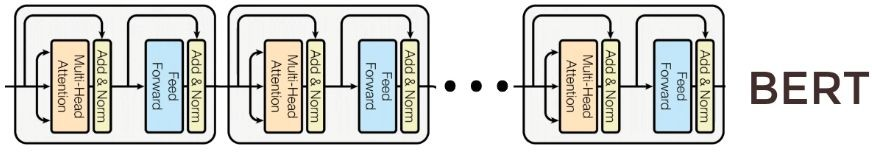 Multi-Head
Attention
Add & Norm
Feed
Forward
Add & Norm
Multi-Head
Attention
Add & Norm
Feed
Forward
Add & Norm
Multi-Head
Attention
Add & Norm
Feed
Forward
Add & Norm
BERT